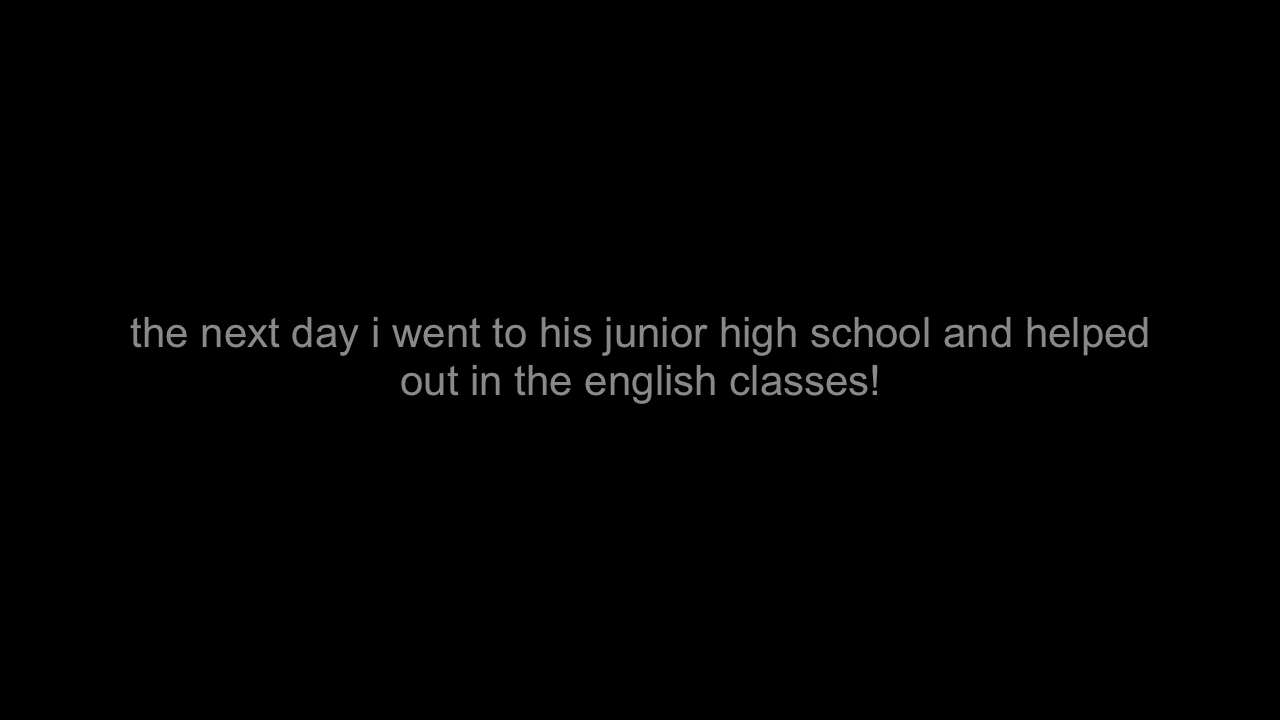 the next day i went to his junior high school and helped
out in the english classes!